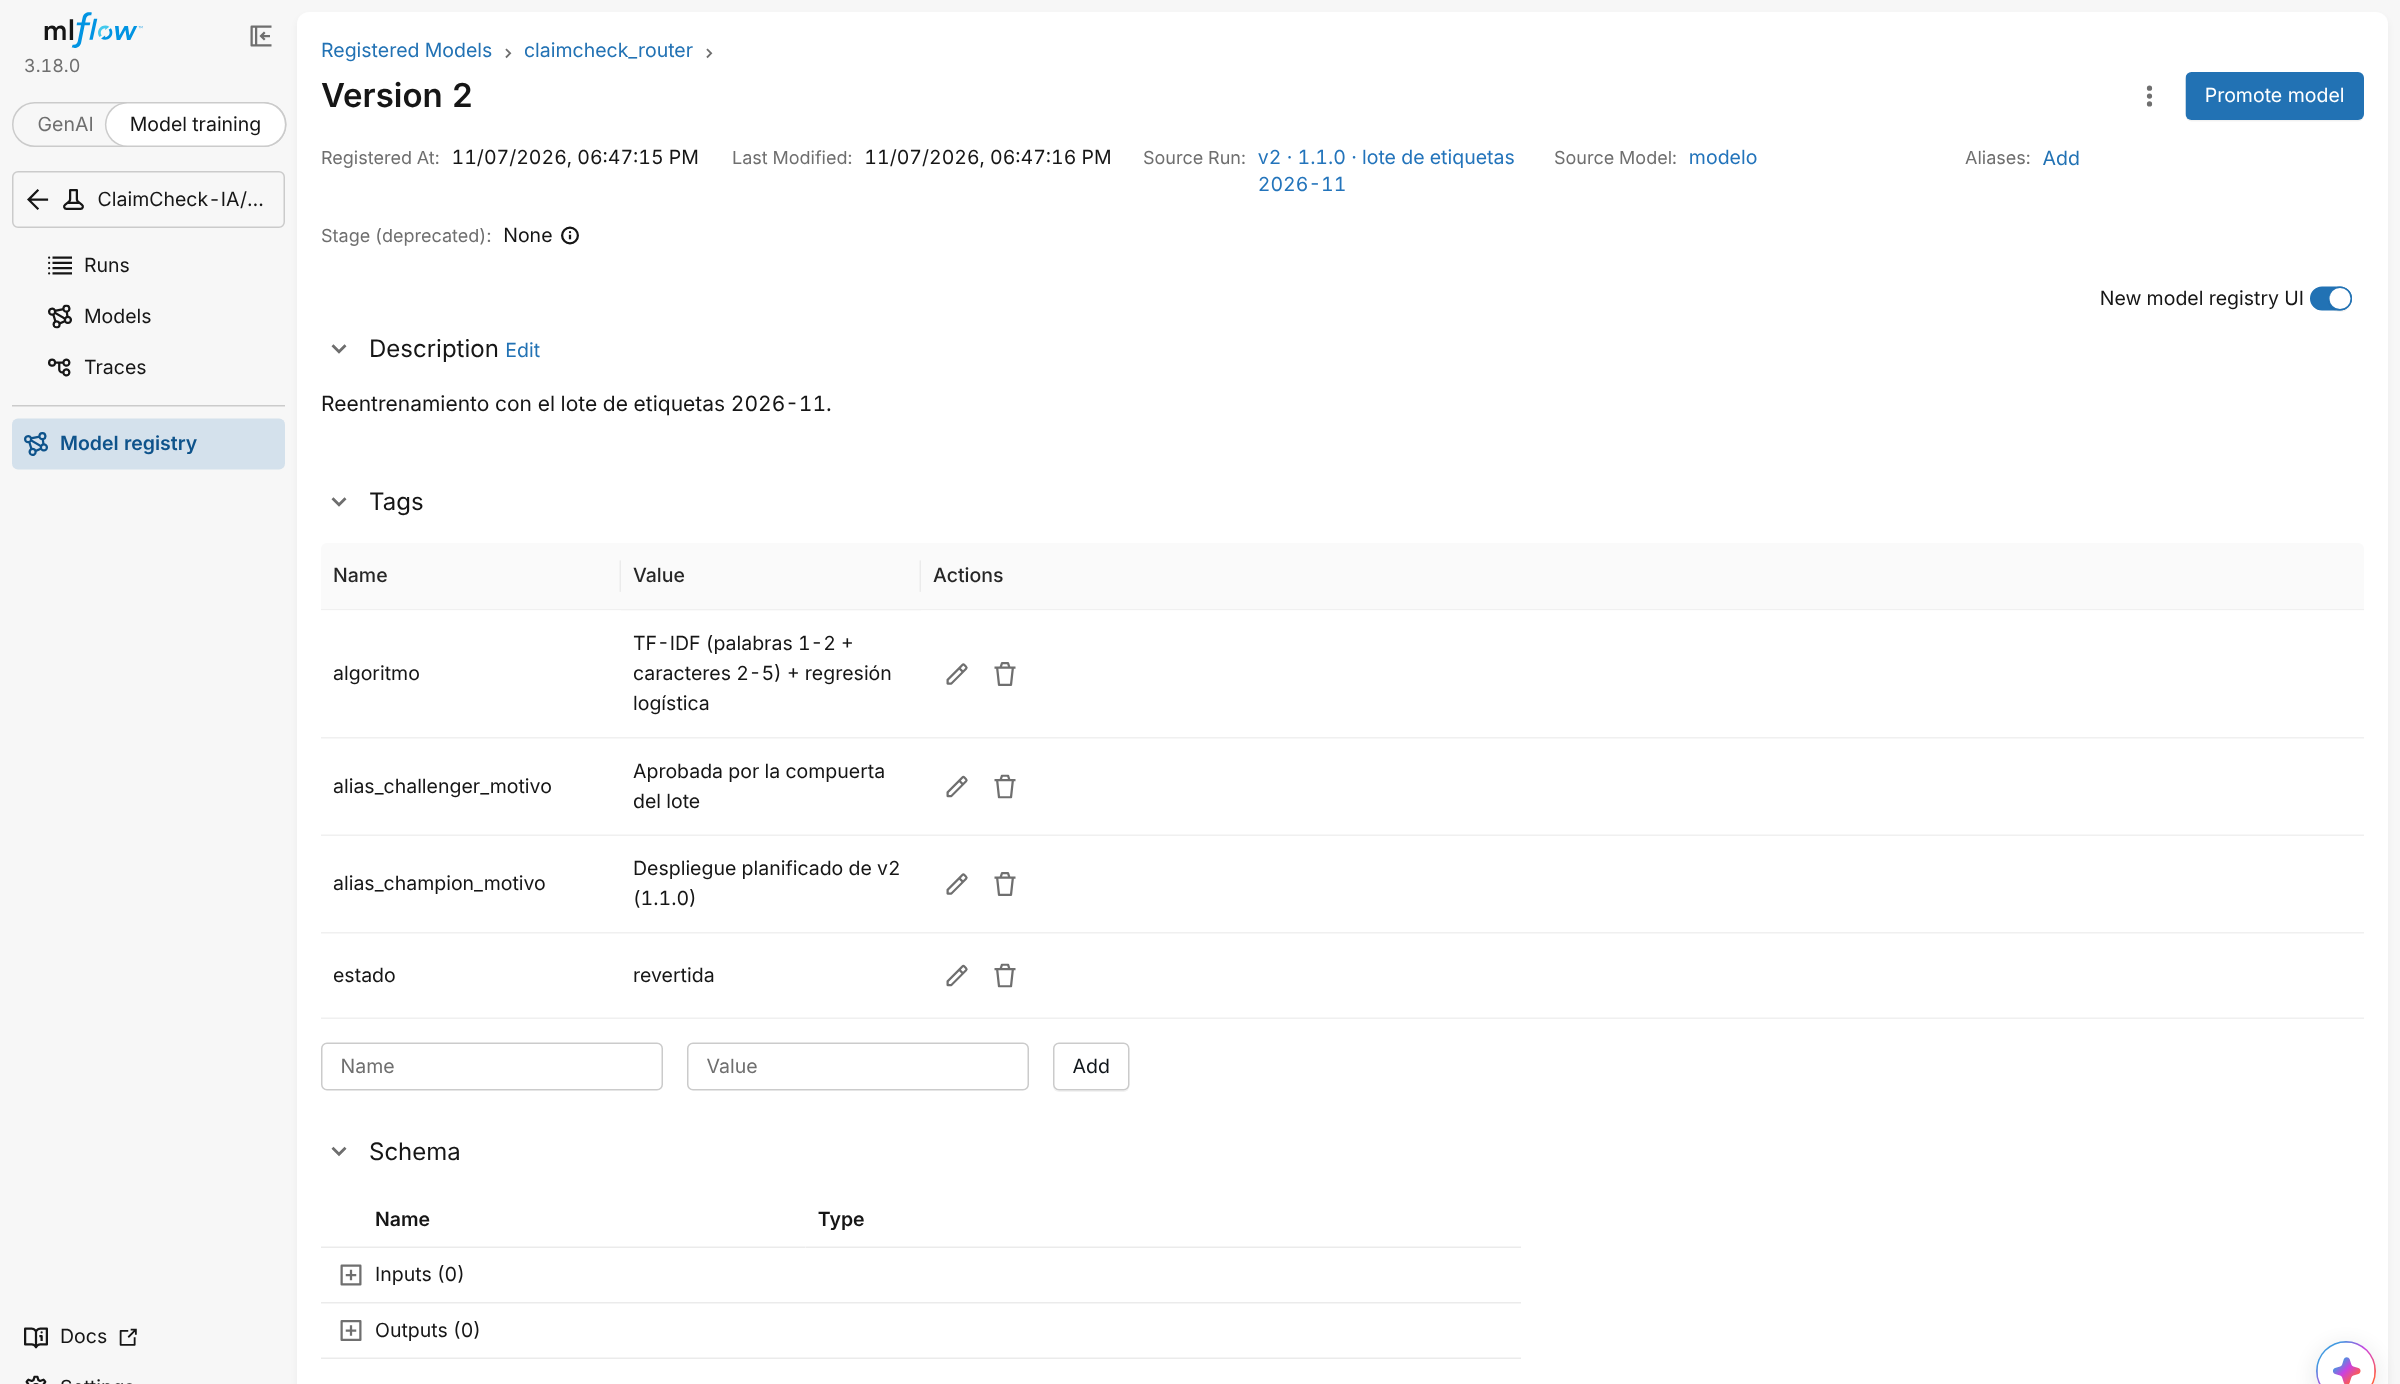 mlflow
3.18.0
GenAI
Model training
ClaimCheck-IA/...
Runs
Models
Traces
Model registry
Docs
Settings
Registered Models > claimcheck_router >
Version 2
Promote model
Registered At: 11/07/2026, 06:47:15 PM
Last Modified: 11/07/2026, 06:47:16 PM
Source Run: v2 · 1.1.0 · lote de etiquetas
2026-11
Source Model: modelo
Aliases: Add
Stage (deprecated): None
New model registry UI
Description Edit
Reentrenamiento con el lote de etiquetas 2026-11.
Tags
Name Value Actions
algoritmo
TF-IDF (palabras 1-2 +
caracteres 2-5) + regresión
logística
alias_challenger_motivo
Aprobada por la compuerta
del lote
alias_champion_motivo
Despliegue planificado de v2
(1.1.0)
estado revertida
Name Value Add
Schema
Name Type
Inputs (0)
Outputs (0)